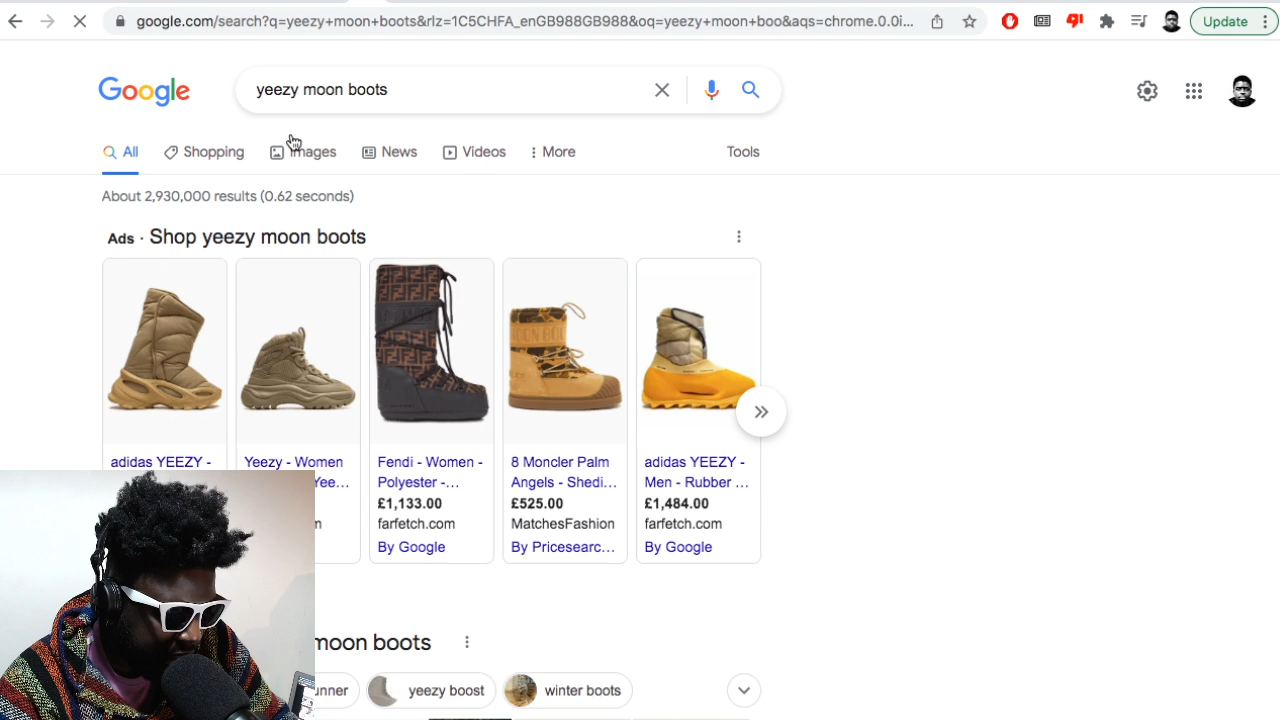 google.com/search?q=yeezy+moon+boots&rlz=1C5CHFA_enGB988GB988&oq=yeezy+moon+boo&aqs=chrome.0.0i...
Update
Google
yeezy moon boots
All
Shopping
Images
News
Videos
More
Tools
About 2,930,000 results (0.62 seconds)
Ads · Shop yeezy moon boots
adidas YEEZY -
Yeezy - Women
Yee...
m
Fendi - Women -
Polyester -...
£1,133.00
farfetch.com
By Google
8 Moncler Palm
Angels - Shedi...
£525.00
MatchesFashion
By Pricesearc...
adidas YEEZY -
Men - Rubber ...
£1,484.00
farfetch.com
By Google
moon boots
unner
yeezy boost
winter boots